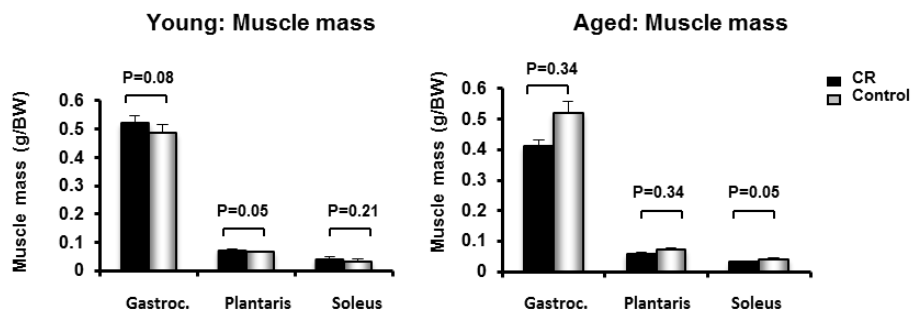 Young: Muscle mass
P=0.08
Muscle mass (g/BW)
0.6
0.5
0.4
0.3
0.2
0.1
0
P=0.05
P=0.21
Gastroc.
Plantaris
Soleus
Aged: Muscle mass
P=0.34
Muscle mass (g/BW)
0.6
0.5
0.4
0.3
0.2
0.1
0
P=0.34
P=0.05
Gastroc.
Plantaris
Soleus
CR
Control